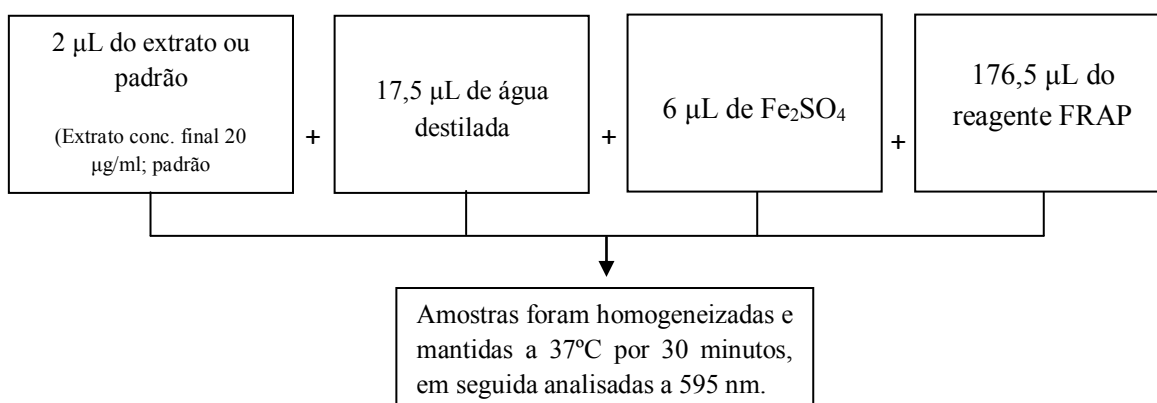 2 μL do extrato ou
padrão
(Extrato conc. final 20
μg/ml; padrão
+
17,5 μL de água
destilada
+
6 μL de Fe₂SO₄
+
176,5 μL do
reagente FRAP
Amostras foram homogeneizadas e
mantidas a 37ºC por 30 minutos,
em seguida analisadas a 595 nm.